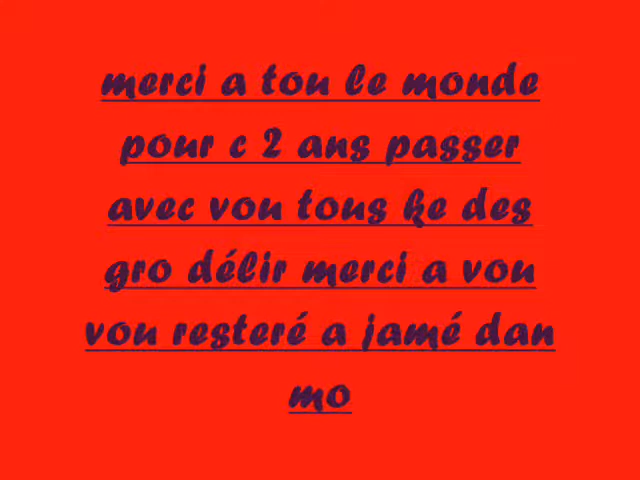 merci a tou le monde
pour c 2 ans passer
avec vou tous ke des
gro délir merci a vou
vou resteré a jamé dan
mo